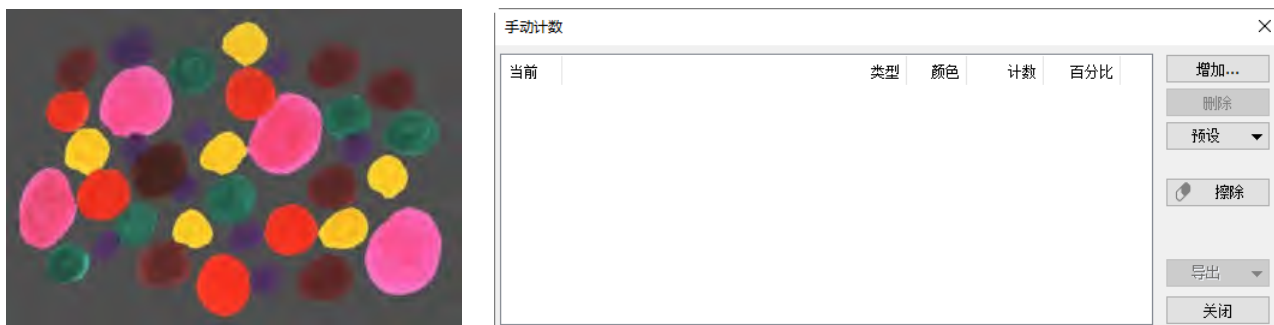 手动计数
当前 类型 颜色 计数 百分比
增加...
删除
预设
擦除
导出
关闭